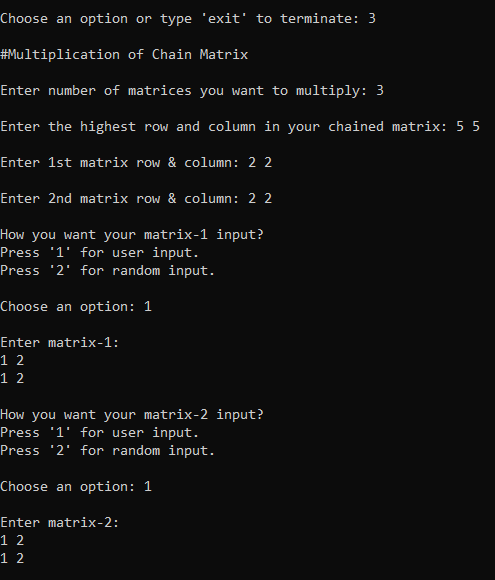 Choose an option or type 'exit' to terminate: 3
#Multiplication of Chain Matrix
Enter number of matrices you want to multiply: 3
Enter the highest row and column in your chained matrix: 5 5
Enter 1st matrix row & column: 2 2
Enter 2nd matrix row & column: 2 2
How you want your matrix-1 input?
Press '1' for user input.
Press '2' for random input.
Choose an option: 1
Enter matrix-1:
1 2
1 2
How you want your matrix-2 input?
Press '1' for user input.
Press '2' for random input.
Choose an option: 1
Enter matrix-2:
1 2
1 2